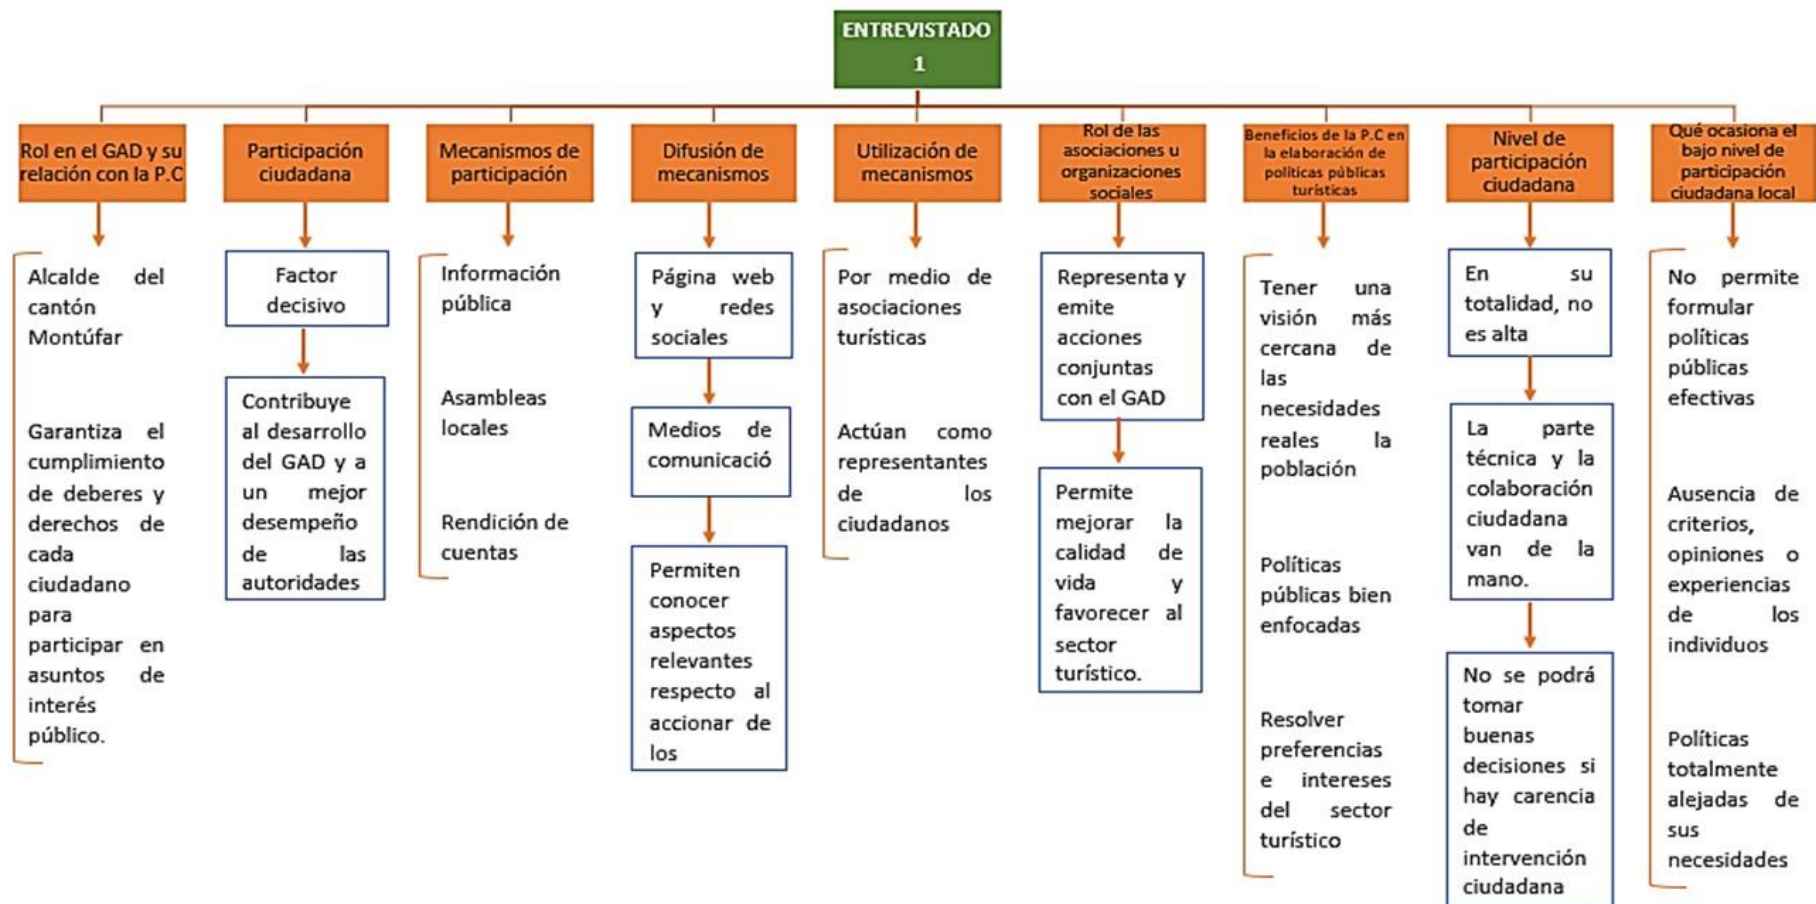 ENTREVISTADO
1
Rol en el GAD y su
relación con la P.C
Alcalde del
cantón
Montúfar
Garantiza el
cumplimiento
de deberes y
derechos de
cada
ciudadano
para
participar en
asuntos de
interés
público.
Participación
ciudadana
Factor
decisivo
Contribuye
al desarrollo
del GAD y a
un mejor
desempeño
de las
autoridades
Mecanismos de
participación
Información
pública
Asambleas
locales
Rendición de
cuentas
Difusión de
mecanismos
Página web
y redes
sociales
Medios de
comunicació
Permiten
conocer
aspectos
relevantes
respecto al
accionar de
los
Utilización de
mecanismos
Por medio de
asociaciones
turísticas
Actúan como
representantes
de los
ciudadanos
Rol de las
asociaciones u
organizaciones
sociales
Representa y
emite
acciones
conjuntas
con el GAD
Permite
mejorar la
calidad de
vida y
favorecer al
sector
turístico.
Beneficios de la P.C en
la elaboración de
políticas públicas
turísticas
Tener una
visión más
cercana de
las
necesidades
reales la
población
Políticas
públicas bien
enfocadas
Resolver
preferencias
e intereses
del sector
turístico
Nivel de
participación
ciudadana
En su
totalidad, no
es alta
La parte
técnica y la
colaboración
ciudadana
van de la
mano.
No se podrá
tomar
buenas
decisiones si
hay carencia
de
intervención
ciudadana
Qué ocasiona el
bajo nivel de
participación
ciudadana local
No permite
formular
políticas
públicas
efectivas
Ausencia de
criterios,
opiniones o
experiencias
de los
individuos
Políticas
totalmente
alejadas de
sus
necesidades